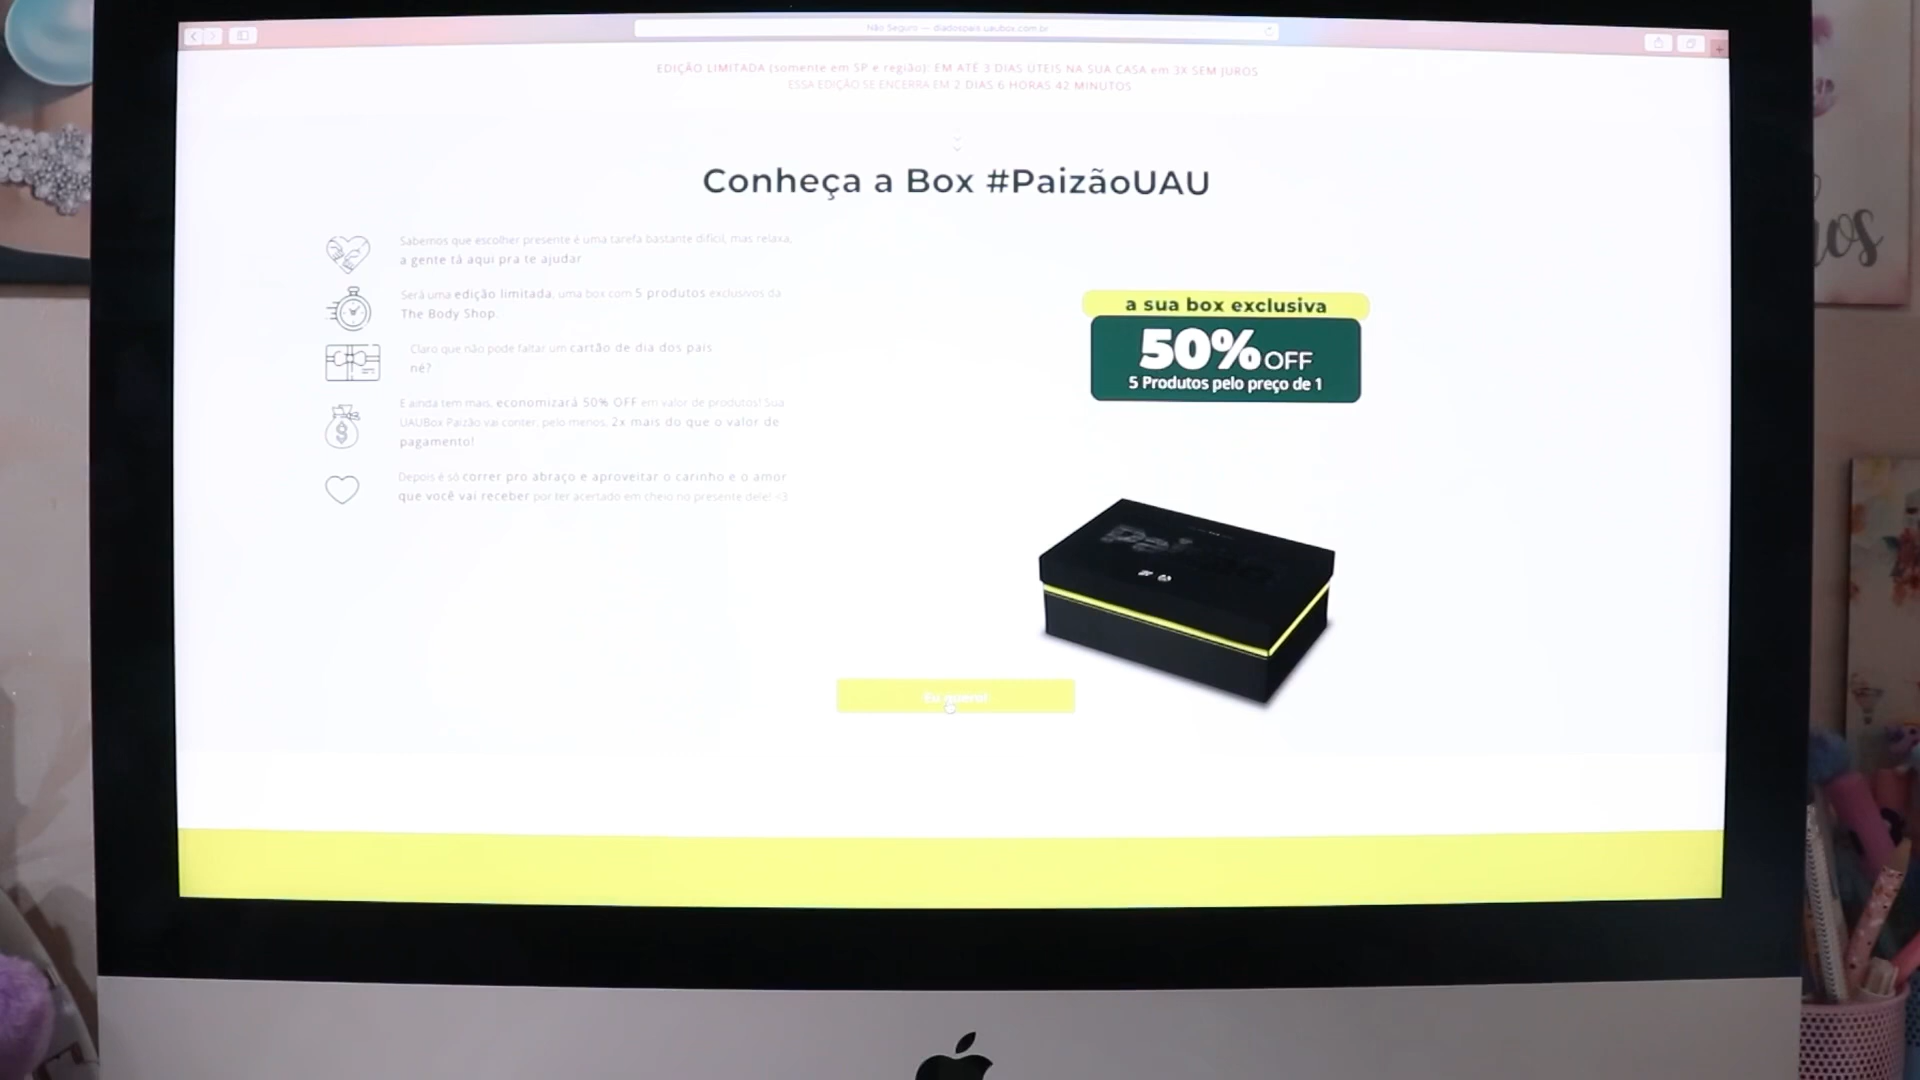 Não Seguro — diadospais.uaubox.com.br
EDIÇÃO LIMITADA (somente em SP e região): EM ATÉ 3 DIAS ÚTEIS NA SUA CASA em 3X SEM JUROS
ESSA EDIÇÃO SE ENCERRA EM 2 DIAS 6 HORAS 42 MINUTOS
Conheça a Box #PaizãoUAU
Sabemos que escolher presente é uma tarefa bastante difícil, mas relaxa,
a gente tá aqui pra te ajudar
Será uma edição limitada, uma box com 5 produtos exclusivos da
The Body Shop.
Claro que não pode faltar um cartão de dia dos pais
né?
E ainda tem mais, economizará 50% OFF em valor de produtos! Sua
UAUBox Paizão vai conter, pelo menos, 2x mais do que o valor de
pagamento!
Depois é só correr pro abraço e aproveitar o carinho e o amor
que você vai receber por ter acertado em cheio no presente dele! <3
a sua box exclusiva
50% OFF
5 Produtos pelo preço de 1
Eu quero!